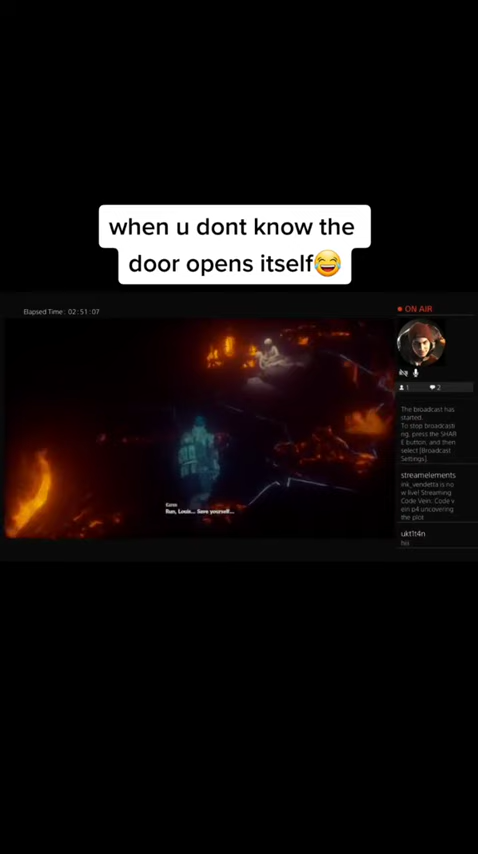 when u dont know the
door opens itself😂
Elapsed Time: 02:51:07
ON AIR
1 2
The broadcast has
started.
To stop broadcasti
ng, press the SHAR
E button, and then
select [Broadcast
Settings].
streamelements
ink_vendetta is no
w live! Streaming
Code Vein: Code v
ein p4 uncovering
the plot
ukt1t4n
hiii
Karen
Run, Louis... Save yourself...